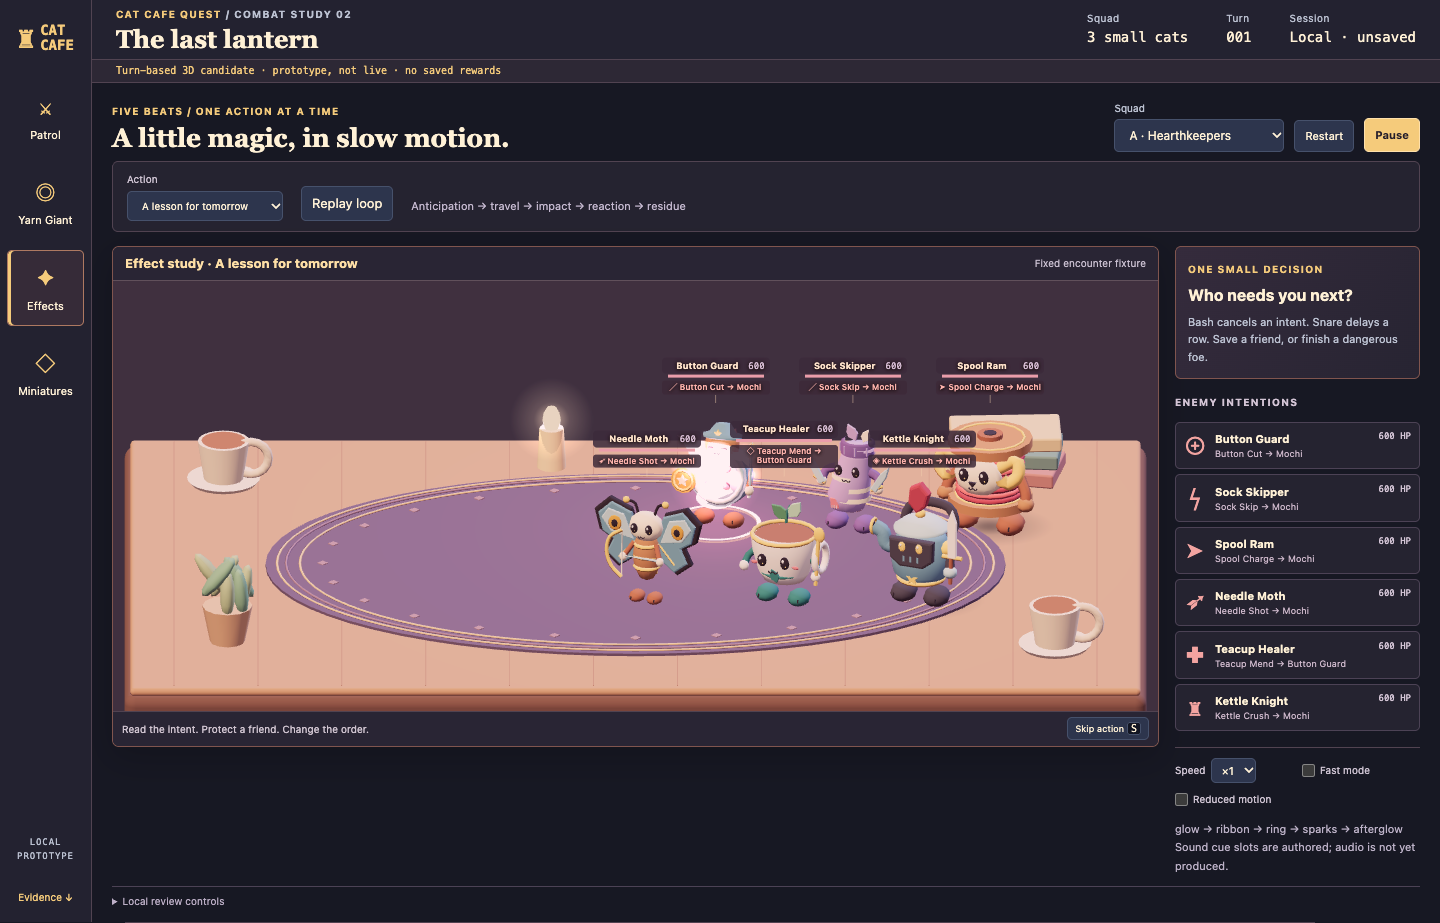 CAT
CAFE
Patrol
Yarn Giant
Effects
Miniatures
LOCAL
PROTOTYPE
Evidence ↓
CAT CAFE QUEST / COMBAT STUDY 02
The last lantern
Squad
3 small cats
Turn
001
Session
Local · unsaved
Turn-based 3D candidate · prototype, not live · no saved rewards
FIVE BEATS / ONE ACTION AT A TIME
A little magic, in slow motion.
Squad
A · Hearthkeepers
Restart
Pause
Action
A lesson for tomorrow
Replay loop
Anticipation → travel → impact → reaction → residue
Effect study · A lesson for tomorrow
Fixed encounter fixture
Button Guard 600
Button Cut → Mochi
Sock Skipper 600
Sock Skip → Mochi
Spool Ram 600
Spool Charge → Mochi
Needle Moth 600
Needle Shot → Mochi
Teacup Healer 600
Teacup Mend →
Button Guard
Kettle Knight 600
Kettle Crush → Mochi
Read the intent. Protect a friend. Change the order.
Skip action S
ONE SMALL DECISION
Who needs you next?
Bash cancels an intent. Snare delays a
row. Save a friend, or finish a dangerous
foe.
ENEMY INTENTIONS
Button Guard 600 HP
Button Cut → Mochi
Sock Skipper 600 HP
Sock Skip → Mochi
Spool Ram 600 HP
Spool Charge → Mochi
Needle Moth 600 HP
Needle Shot → Mochi
Teacup Healer 600 HP
Teacup Mend → Button Guard
Kettle Knight 600 HP
Kettle Crush → Mochi
Speed ×1 Fast mode
Reduced motion
glow → ribbon → ring → sparks → afterglow
Sound cue slots are authored; audio is not yet
produced.
Local review controls